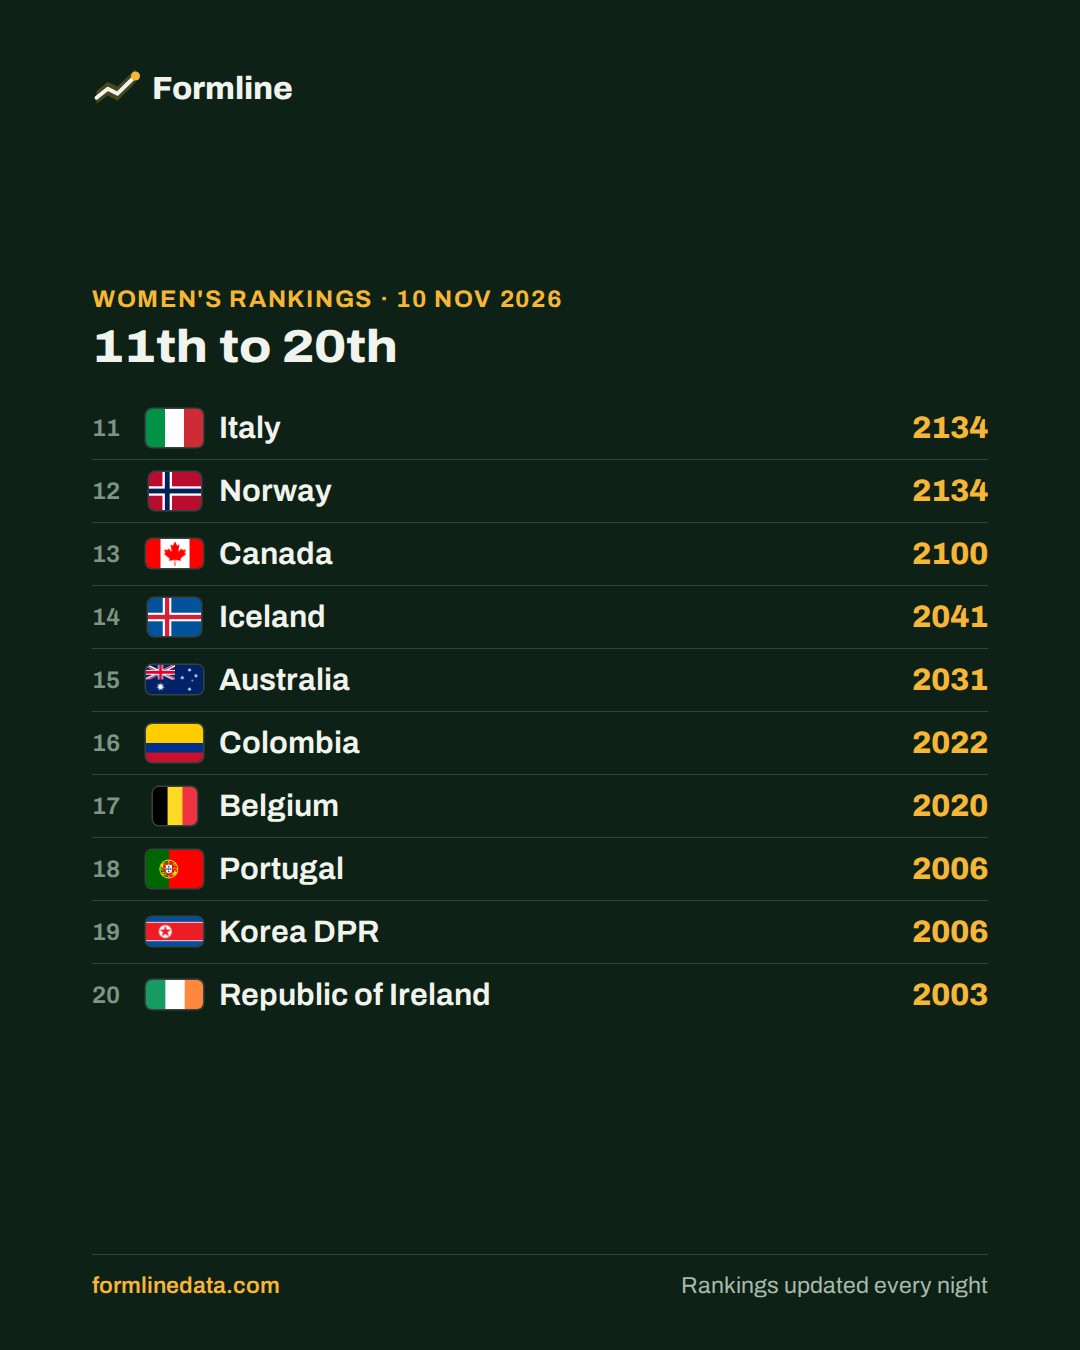 Formline
WOMEN'S RANKINGS · 10 NOV 2026
11th to 20th
11 Italy 2134
12 Norway 2134
13 Canada 2100
14 Iceland 2041
15 Australia 2031
16 Colombia 2022
17 Belgium 2020
18 Portugal 2006
19 Korea DPR 2006
20 Republic of Ireland 2003
formlinedata.com Rankings updated every night